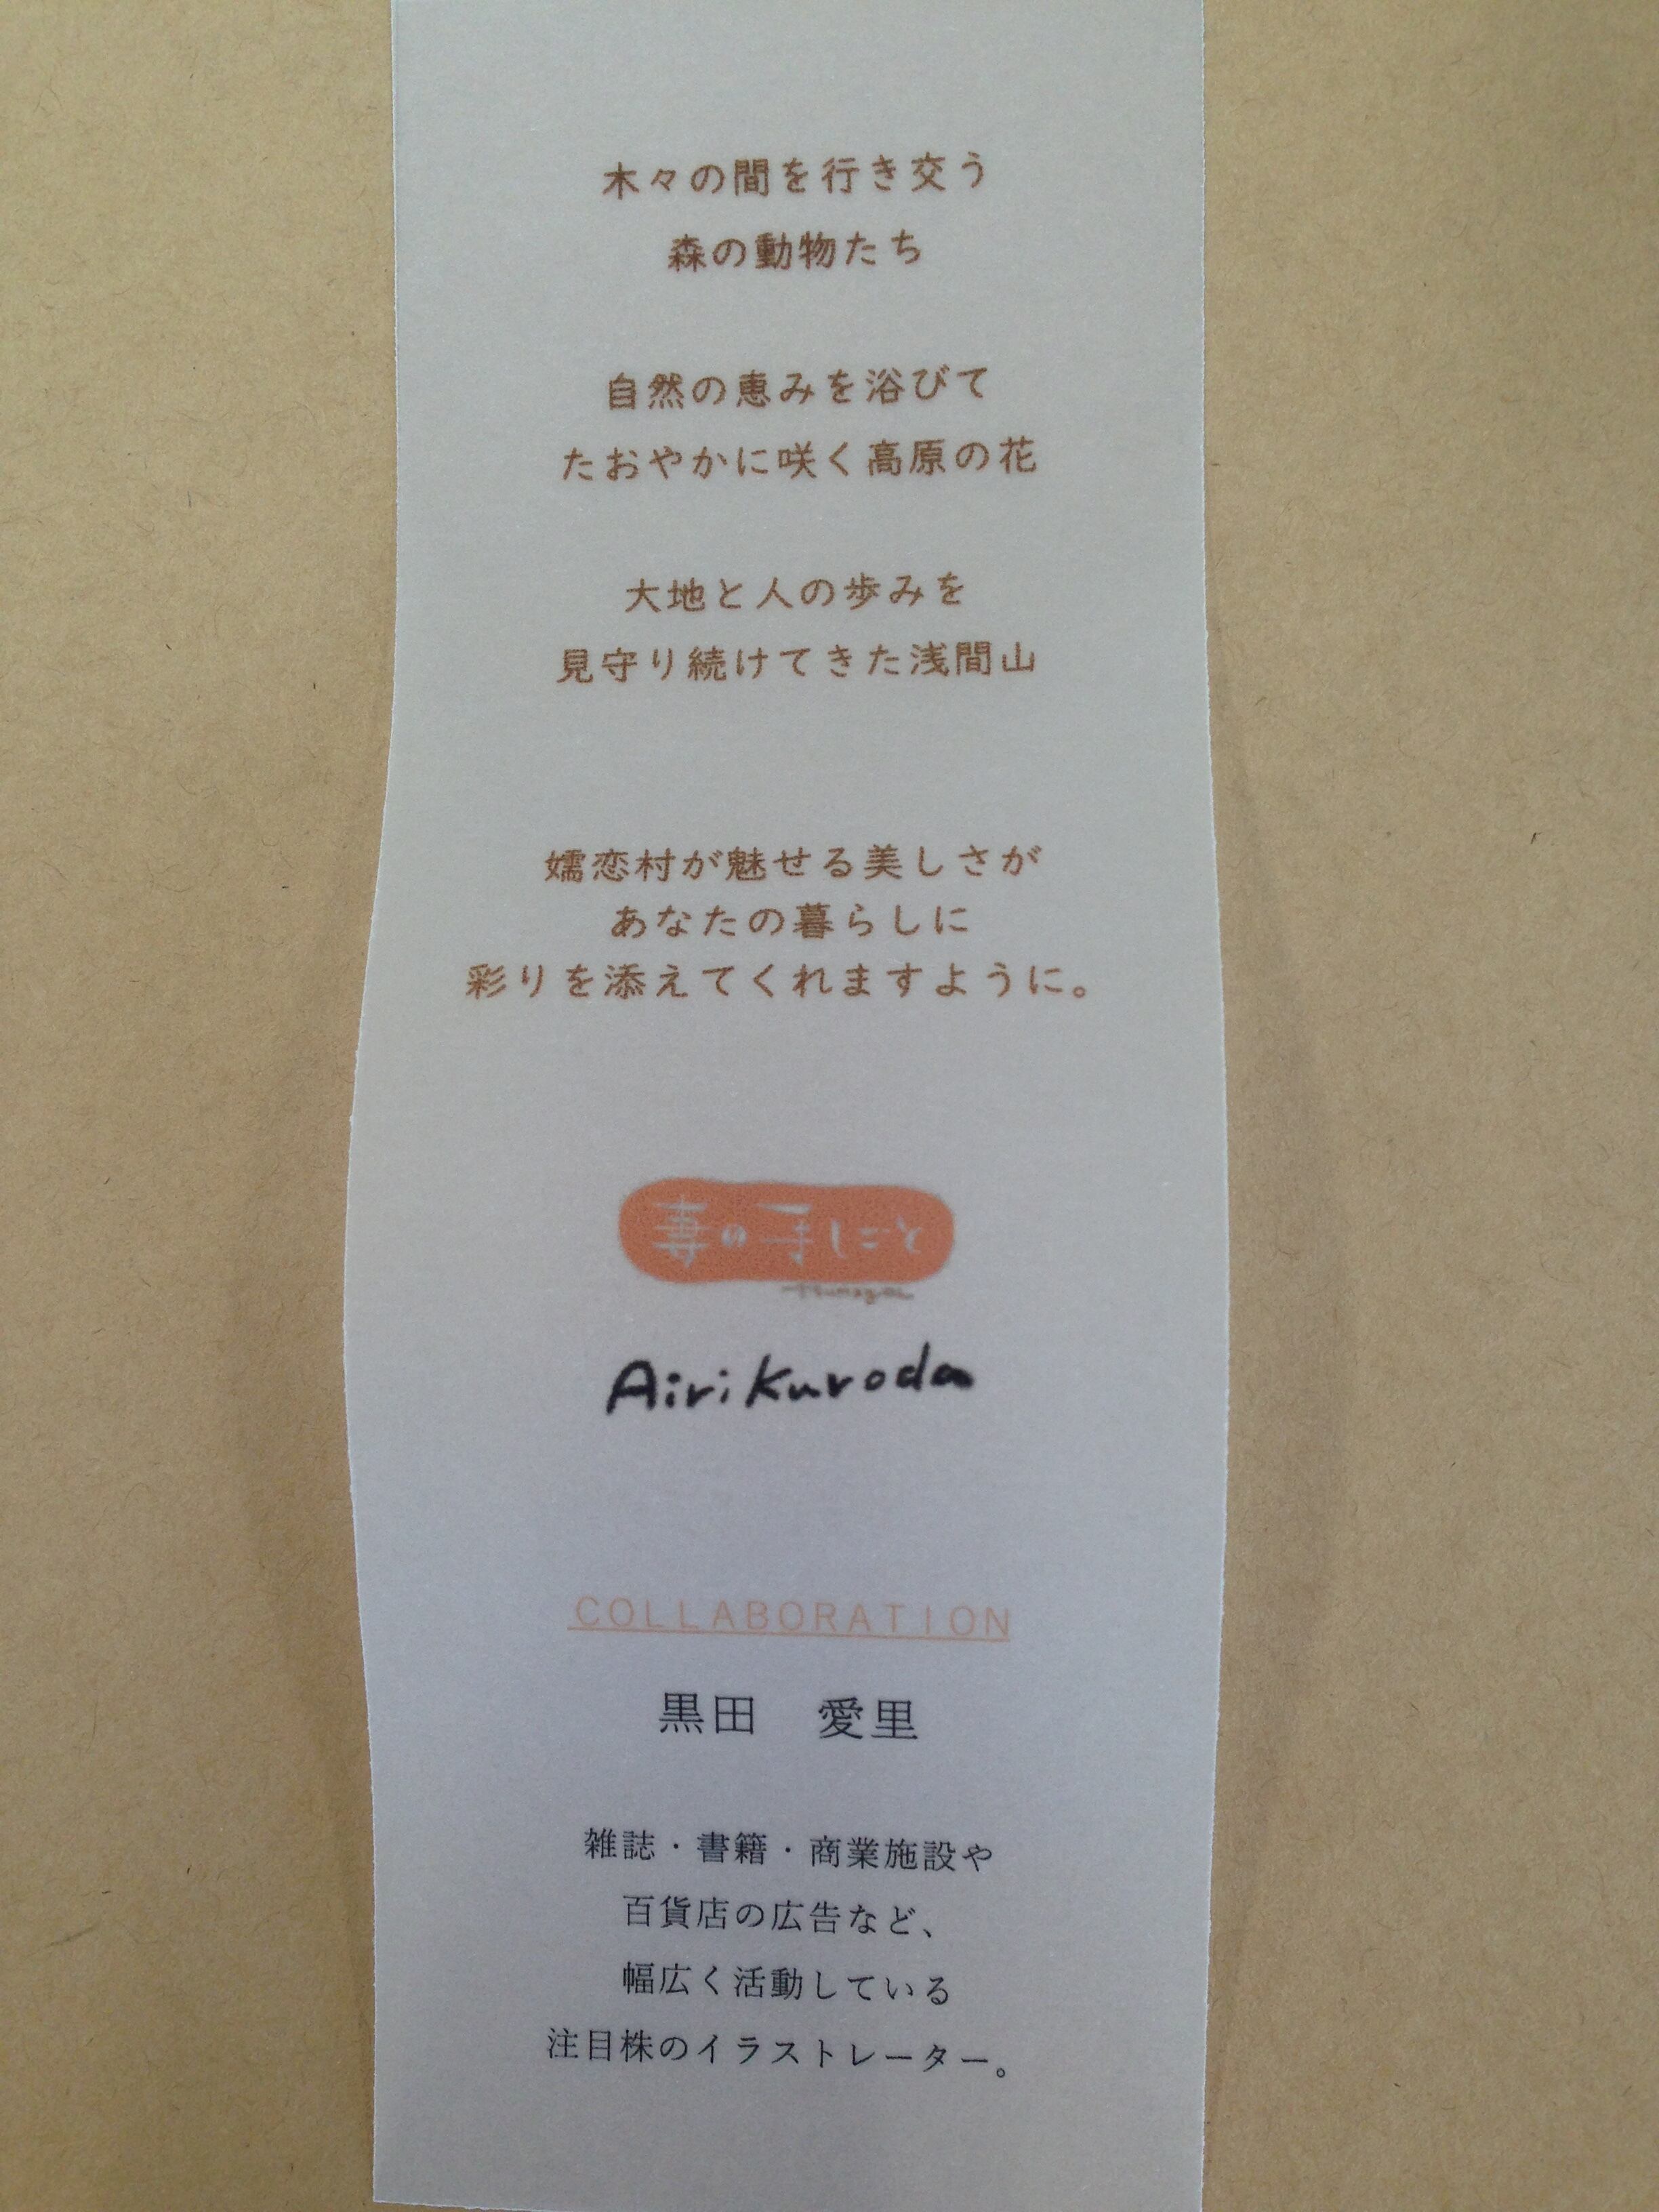 木々の間を行き交う
森の動物たち
自然の恵みを浴びて
たおやかに咲く高原の花
大地と人の歩みを
見守り続けてきた浅間山
嬬恋村が魅せる美しさが
あなたの暮らしに
彩りを添えてくれますように。
妻の手しごと
Tsumagoi
Airi Kuroda
COLLABORATION
黒田 愛里
雑誌・書籍・商業施設や
百貨店の広告など、
幅広く活動している
注目株のイラストレーター。